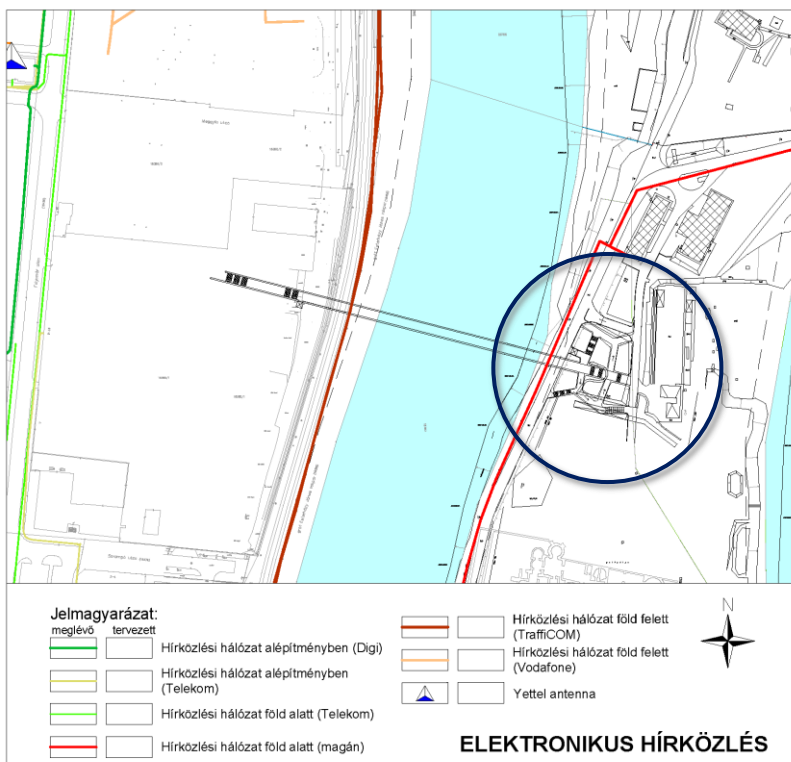 Jelmagyarázat:
meglévő tervezett
Hírközlési hálózat alépítményben (Digi)
Hírközlési hálózat alépítményben
(Telekom)
Hírközlési hálózat föld alatt (Telekom)
Hírközlési hálózat föld alatt (magán)
Hírközlési hálózat föld felett
(TraffiCOM)
Hírközlési hálózat föld felett
(Vodafone)
Yettel antenna
N
ELEKTRONIKUS HÍRKÖZLÉS